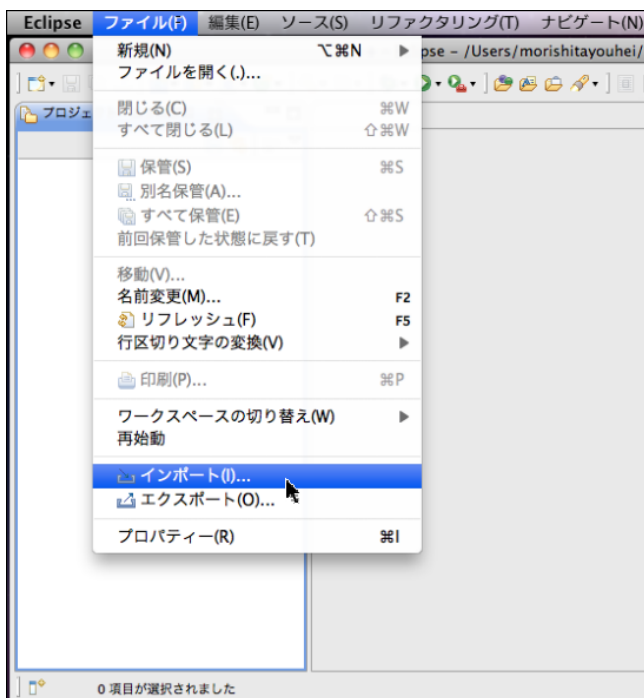 Eclipse ファイル(F) 編集(E) ソース(S) リファクタリング(T) ナビゲート(N)
pse – /Users/morishitayouhei/
プロジェ
新規(N) ⌥⌘N ▶
ファイルを開く(.)...
閉じる(C) ⌘W
すべて閉じる(L) ⇧⌘W
保管(S) ⌘S
別名保管(A)...
すべて保管(E) ⇧⌘S
前回保管した状態に戻す(T)
移動(V)...
名前変更(M)... F2
リフレッシュ(F) F5
行区切り文字の変換(V) ▶
印刷(P)... ⌘P
ワークスペースの切り替え(W) ▶
再始動
インポート(I)...
エクスポート(O)...
プロパティー(R) ⌘I
0 項目が選択されました